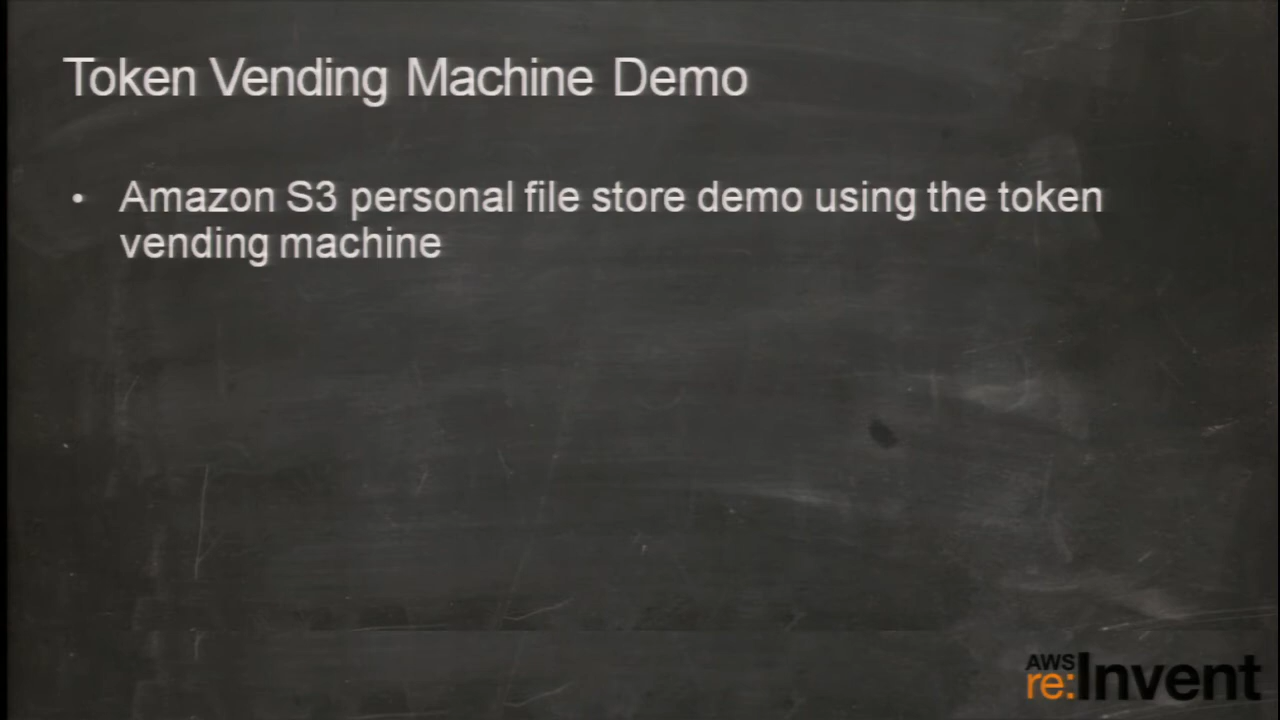 Token Vending Machine Demo
• Amazon S3 personal file store demo using the token
vending machine
AWS
re:Invent